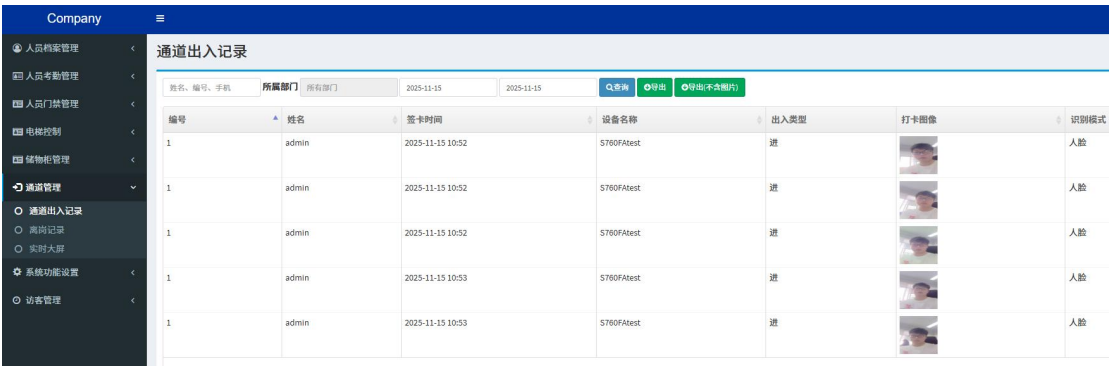 Company
人员档案管理
人员考勤管理
人员门禁管理
电梯控制
储物柜管理
通道管理
通道出入记录
离岗记录
实时大屏
系统功能设置
访客管理
通道出入记录
姓名、编号、手机 所属部门 所有部门 2025-11-15 2025-11-15 查询 导出 导出(不含图片)
编号 姓名 签卡时间 设备名称 出入类型 打卡图像 识别模式
1 admin 2025-11-15 10:52 S760FAtest 进 人脸
1 admin 2025-11-15 10:52 S760FAtest 进 人脸
1 admin 2025-11-15 10:52 S760FAtest 进 人脸
1 admin 2025-11-15 10:53 S760FAtest 进 人脸
1 admin 2025-11-15 10:53 S760FAtest 进 人脸